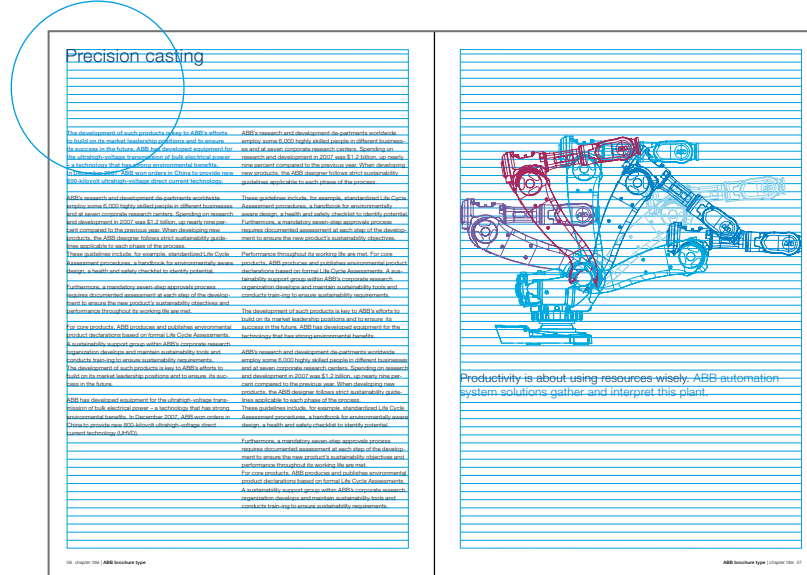 Precision casting
The development of such products is key to ABB's efforts
to build on its market leadership positions and to ensure
its success in the future. ABB has developed equipment for
the ultrahigh-voltage transmission of bulk electrical power
– a technology that has strong environmental benefits.
In December 2007, ABB won orders in China to provide new
800-kilovolt ultrahigh-voltage direct current technology.
ABB's research and development de-partments worldwide
employ some 6,000 highly skilled people in different businesses
and at seven corporate research centers. Spending on research
and development in 2007 was $1.2 billion, up nearly nine per-
cent compared to the previous year. When developing new
products, the ABB designer follows strict sustainability guide-
lines applicable to each phase of the process.
These guidelines include, for example, standardized Life Cycle
Assessment procedures, a handbook for environmentally aware
design, a health and safety checklist to identify potential.
Furthermore, a mandatory seven-step approvals process
requires documented assessment at each step of the develop-
ment to ensure the new product's sustainability objectives and
performance throughout its working life are met.
For core products, ABB produces and publishes environmental
product declarations based on formal Life Cycle Assessments.
A sustainability support group within ABB's corporate research
organization develops and maintain sustainability tools and
conducts train-ing to ensure sustainability requirements.
The development of such products is key to ABB's efforts to
build on its market leadership positions and to ensure its suc-
cess in the future.
ABB has developed equipment for the ultrahigh-voltage trans-
mission of bulk electrical power – a technology that has strong
environmental benefits. In December 2007, ABB won orders in
China to provide new 800-kilovolt ultrahigh-voltage direct
current technology (UHVD).
ABB's research and development de-partments worldwide
employ some 6,000 highly skilled people in different business-
es and at seven corporate research centers. Spending on
research and development in 2007 was $1.2 billion, up nearly
nine percent compared to the previous year. When developing
new products, the ABB designer follows strict sustainability
guidelines applicable to each phase of the process.
These guidelines include, for example, standardized Life Cycle
Assessment procedures, a handbook for environmentally
aware design, a health and safety checklist to identify potential.
Furthermore, a mandatory seven-step approvals process
requires documented assessment at each step of the develop-
ment to ensure the new product's sustainability objectives.
Performance throughout its working life are met. For core
products, ABB produces and publishes environmental product
declarations based on formal Life Cycle Assessments. A sus-
tainability support group within ABB's corporate research
organization develops and maintain sustainability tools and
conducts train-ing to ensure sustainability requirements.
The development of such products is key to ABB's efforts to
build on its market leadership positions and to ensure its
success in the future. ABB has developed equipment for the
technology that has strong environmental benefits.
ABB's research and development de-partments worldwide
employ some 6,000 highly skilled people in different businesses
and at seven corporate research centers. Spending on research
and development in 2007 was $1.2 billion, up nearly nine per-
cent compared to the previous year. When developing new
products, the ABB designer follows strict sustainability guide-
lines applicable to each phase of the process.
These guidelines include, for example, standardized Life Cycle
Assessment procedures, a handbook for environmentally aware
design, a health and safety checklist to identify potential.
Furthermore, a mandatory seven-step approvals process
requires documented assessment at each step of the develop-
ment to ensure the new product's sustainability objectives and
performance throughout its working life are met.
For core products, ABB produces and publishes environmental
product declarations based on formal Life Cycle Assessments.
A sustainability support group within ABB's corporate research
organization develops and maintain sustainability tools and
conducts train-ing to ensure sustainability requirements.
Productivity is about using resources wisely. ABB automation
system solutions gather and interpret this plant.
06 chapter title | ABB brochure type
ABB brochure type | chapter title 07